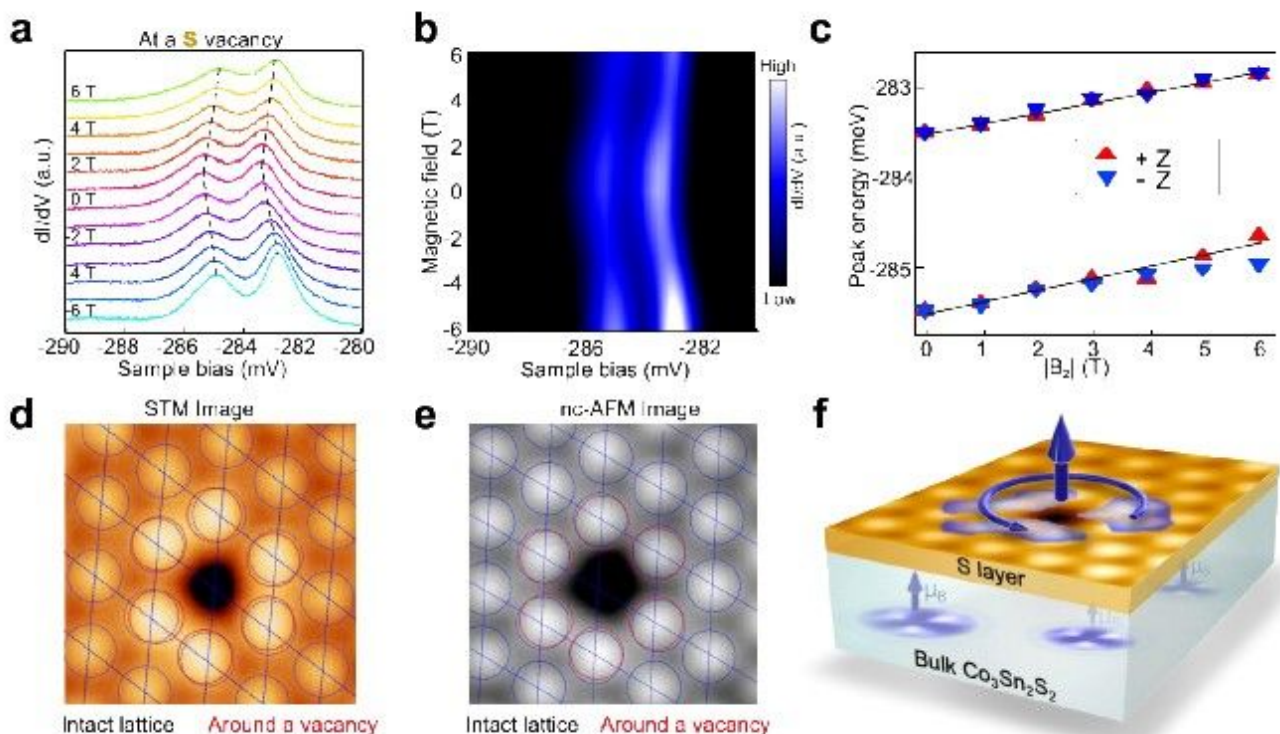 a
At a S vacancy
6 T
4 T
2 T
0 T
-2 T
4 T
-6 T
dI/dV (a.u.)
-290 -288 -286 -284 -282 -280
Sample bias (mV)
b
6
4
2
0
-2
-4
-6
Magnetic field (T)
-290 -286 -282
Sample bias (mV)
High
dI/dV (a.u.)
Low
c
-283
-284
-285
Peak energy (meV)
+ Z
- Z
0 1 2 3 4 5 6
|B_z| (T)
d
STM Image
Intact lattice Around a vacancy
e
nc-AFM Image
Intact lattice Around a vacancy
f
S layer
μ_B
Bulk Co₃Sn₂S₂